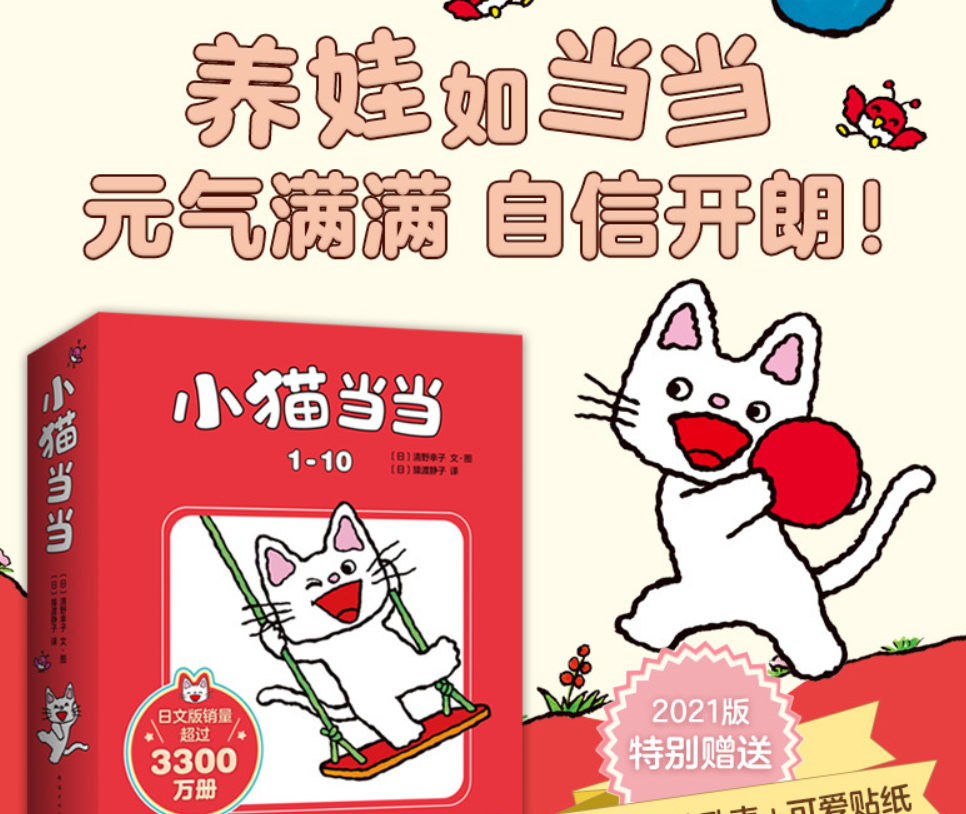 养娃如当当
元气满满 自信开朗!
小猫当当
1-10
[日]清野幸子 文·图
[日]猿渡静子 译
小猫当当
[日]清野幸子 文·图
[日]猿渡静子 译
日文版销量
超过
3300
万册
2021版
特别赠送
+可爱贴纸